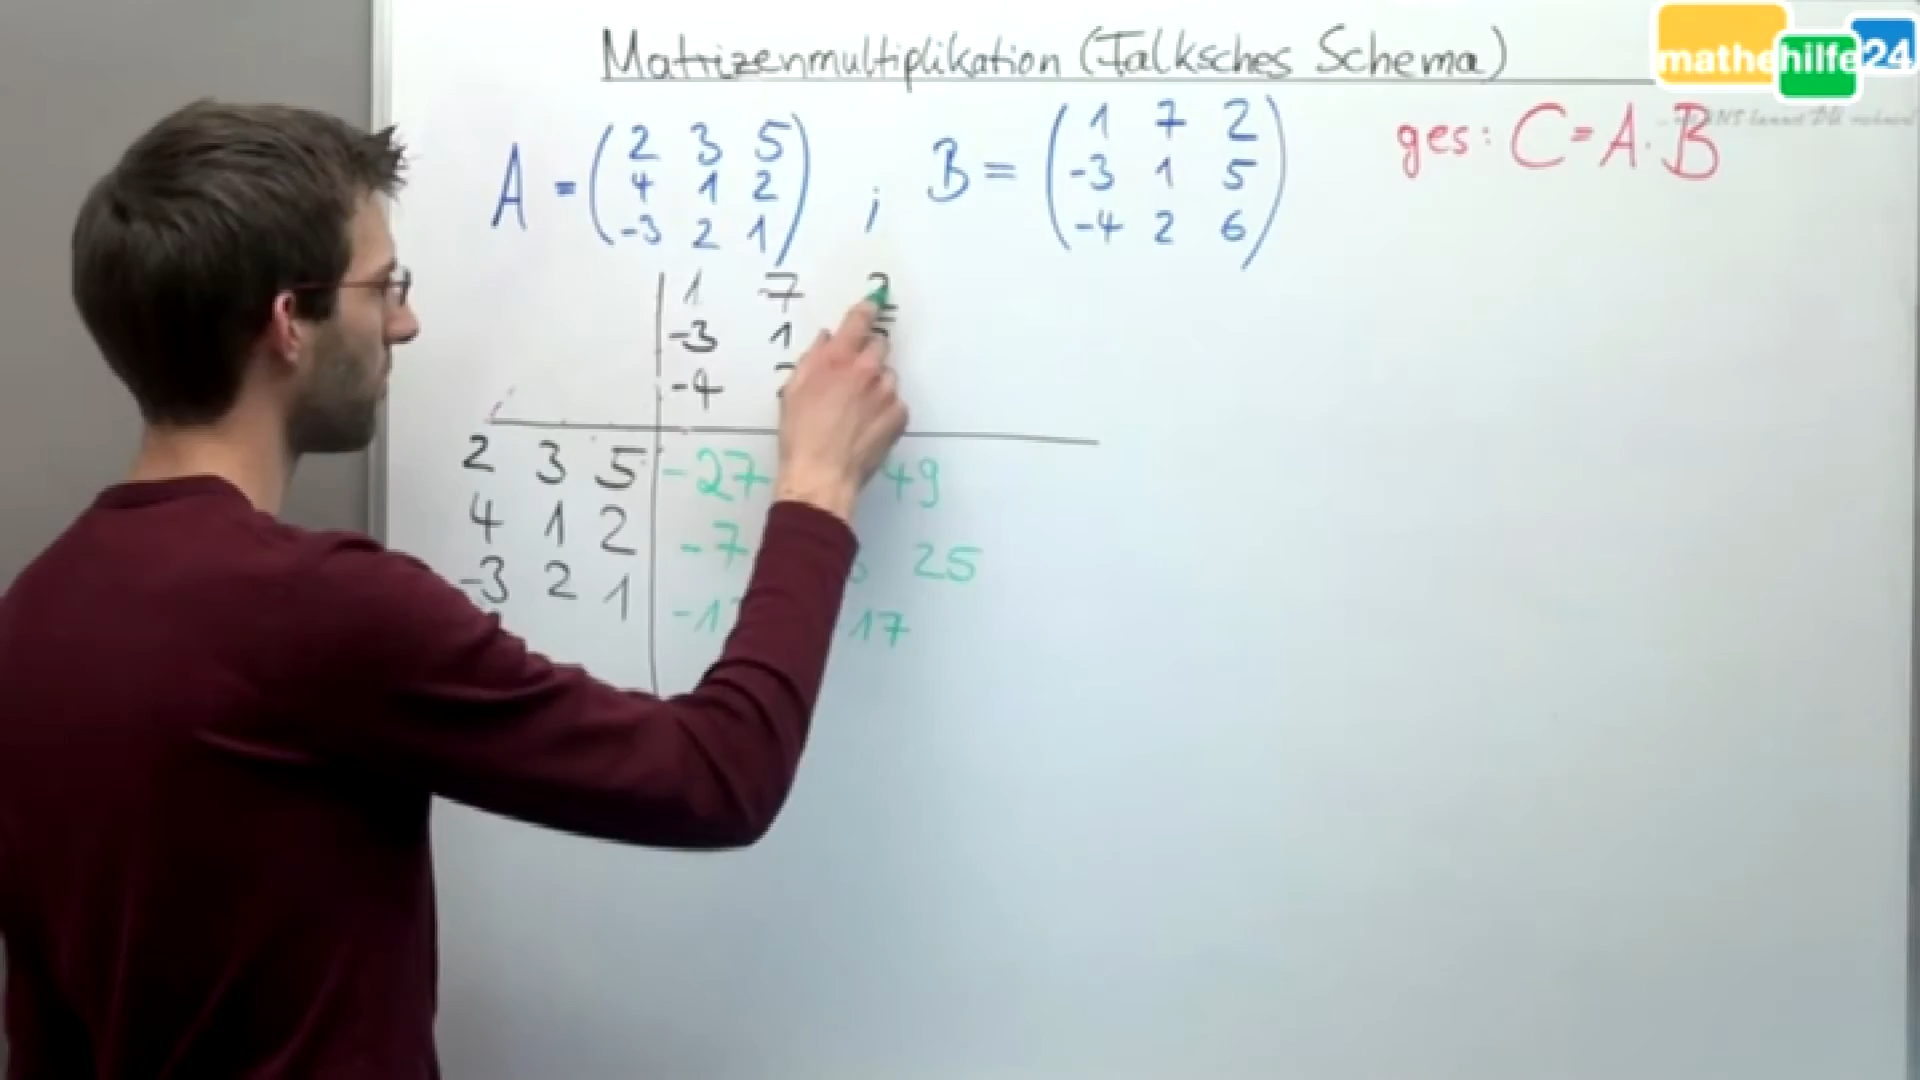 Matrizenmultiplikation (Falksches Schema)
mathehilfe24
2 3 5
4 1 2
-3 2 1
A = ;
1 7 2
-3 1 5
-4 2 6
B =
ges: C = A · B
1 7 2
-3 1
-4
2 3 5 -27 49
4 1 2 -7 25
-3 2 1 17